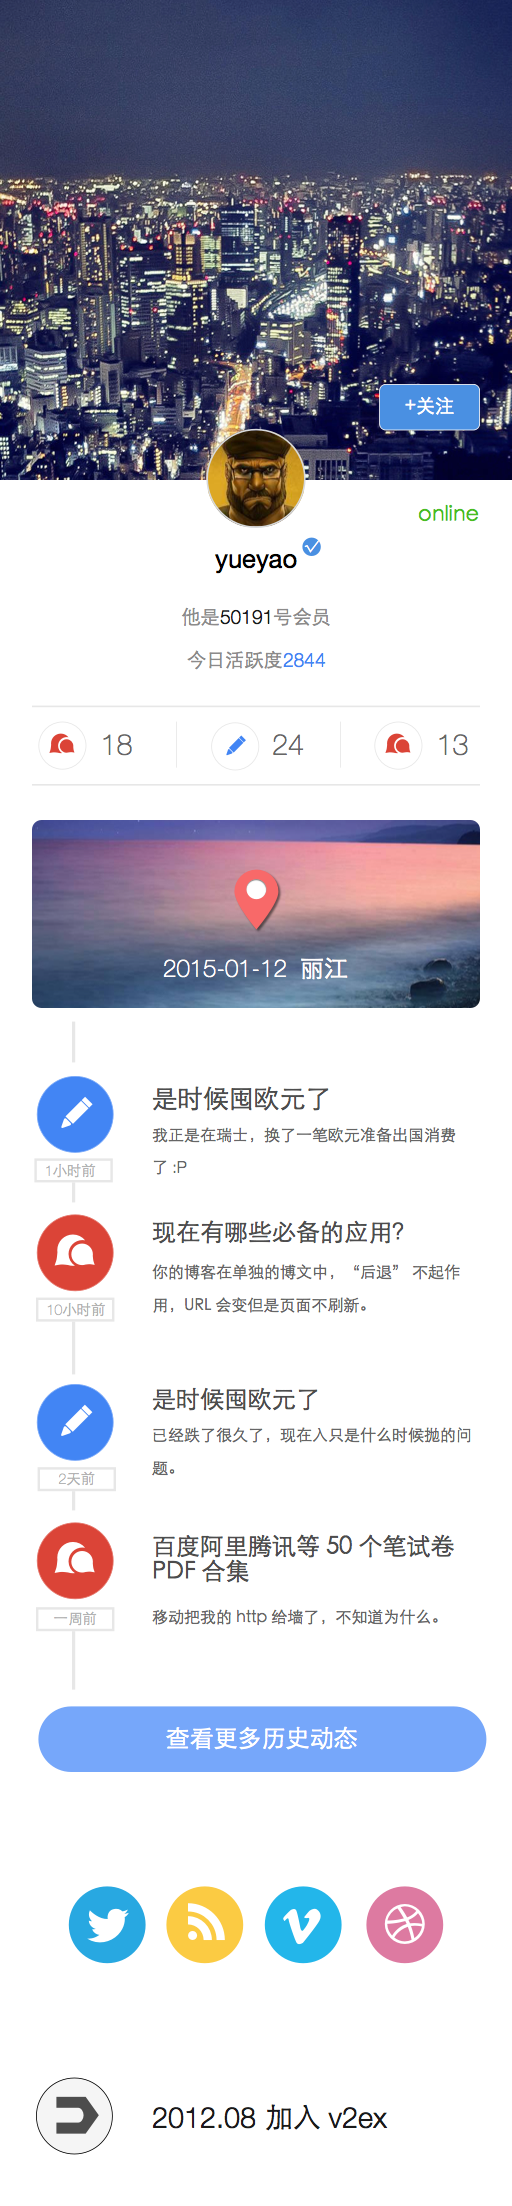 +关注
online
yueyao
他是50191号会员
今日活跃度2844
18 24 13
2015-01-12 丽江
是时候囤欧元了
我正是在瑞士，换了一笔欧元准备出国消费
了 :P
1小时前
现在有哪些必备的应用?
你的博客在单独的博文中，“后退” 不起作
用，URL 会变但是页面不刷新。
10小时前
是时候囤欧元了
已经跌了很久了，现在入只是什么时候抛的问
题。
2天前
百度阿里腾讯等 50 个笔试卷
PDF 合集
移动把我的 http 给墙了，不知道为什么。
一周前
查看更多历史动态
2012.08 加入 v2ex